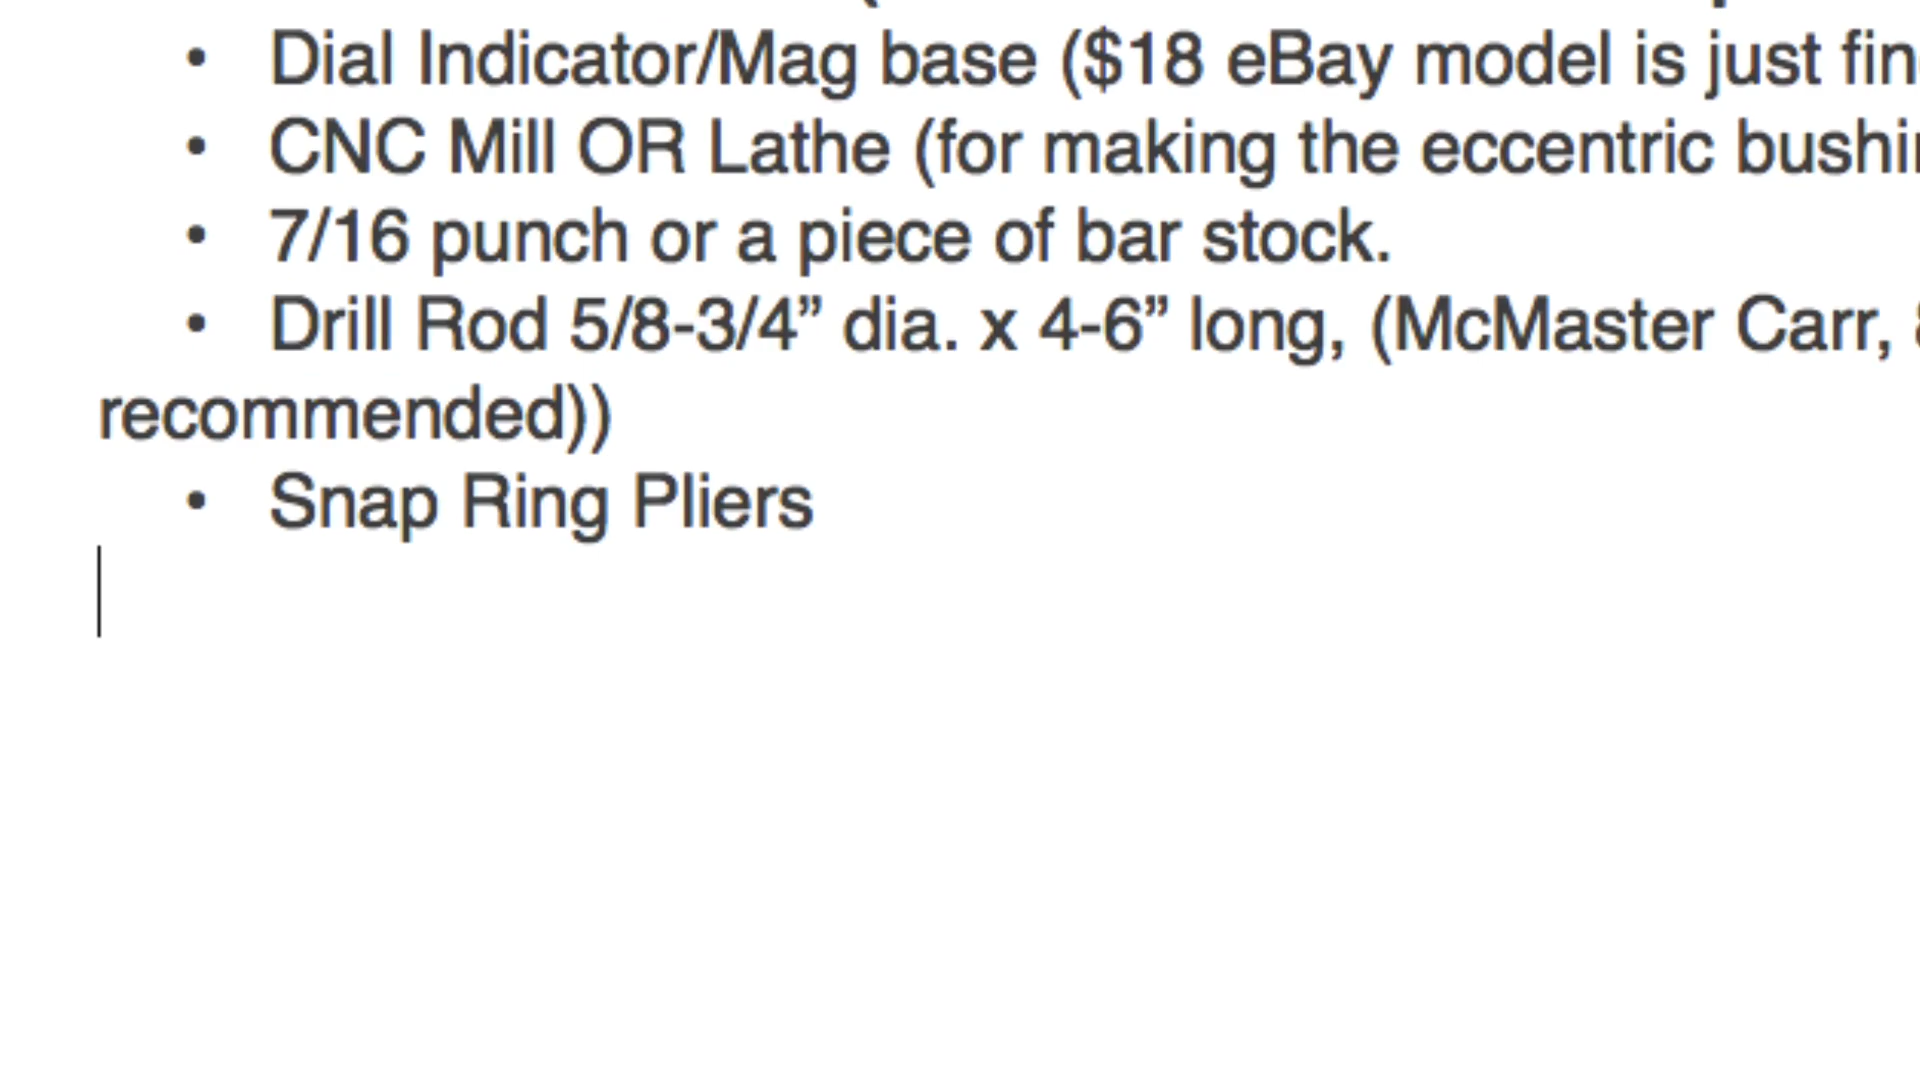 • Dial Indicator/Mag base ($18 eBay model is just
• CNC Mill OR Lathe (for making the eccentric
• 7/16 punch or a piece of bar stock.
• Drill Rod 5/8-3/4” dia. x 4-6” long, (McMaster Carr,
recommended))
• Snap Ring Pliers